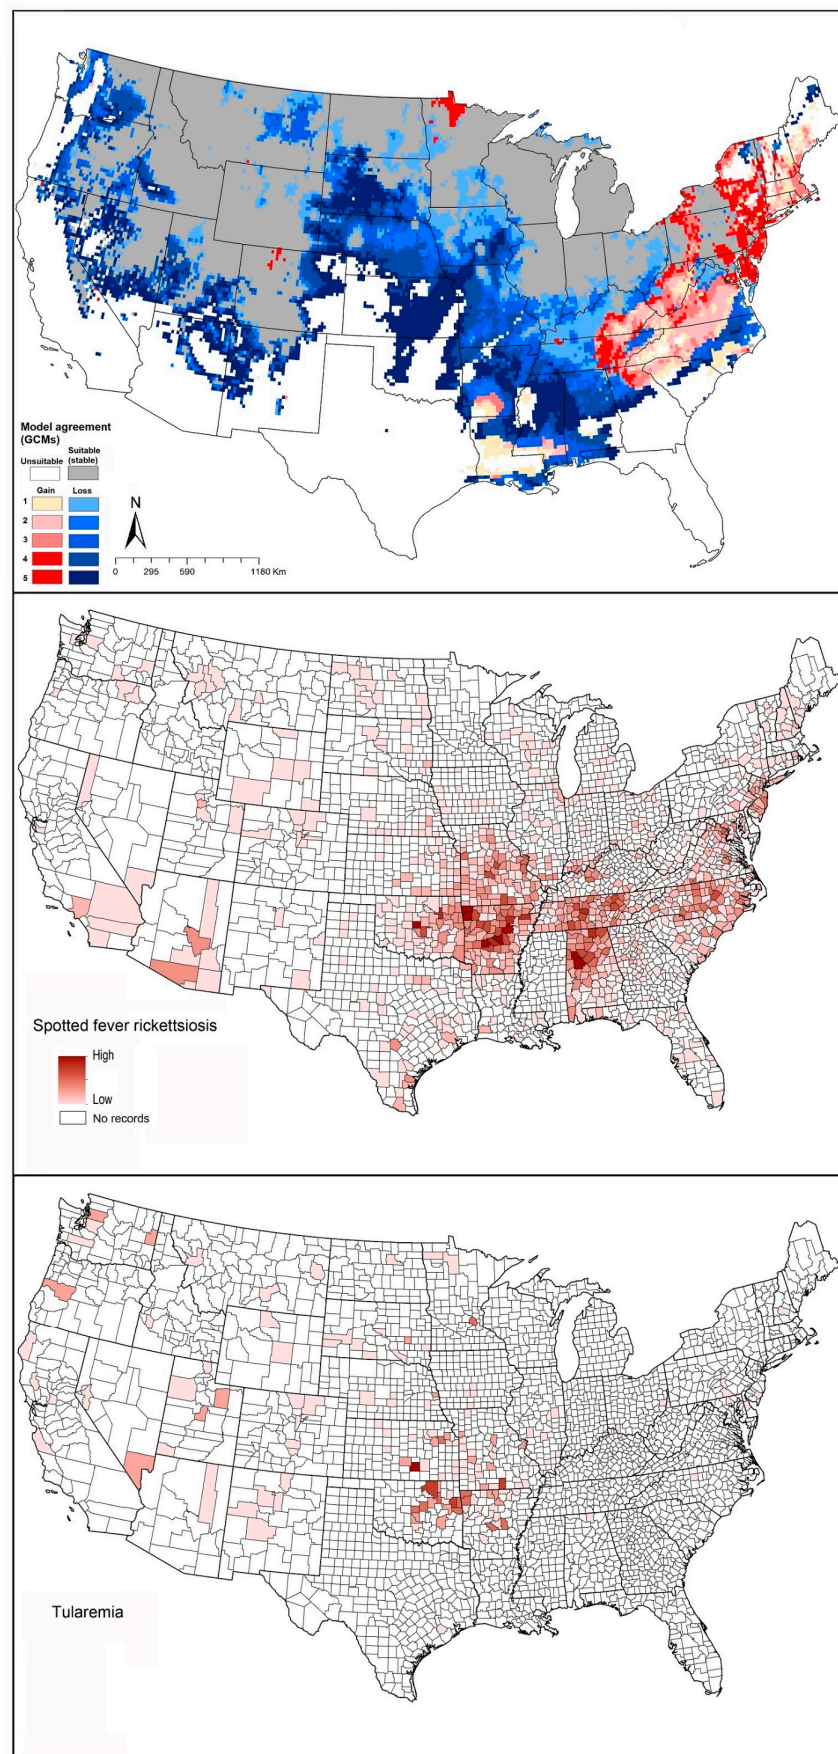 Model agreement
(GCMs)
Unsuitable
Suitable
(stable)
Gain Loss
1
2
3
4
5
N
0 295 590 1180 Km
Spotted fever rickettsiosis
High
Low
No records
Tularemia